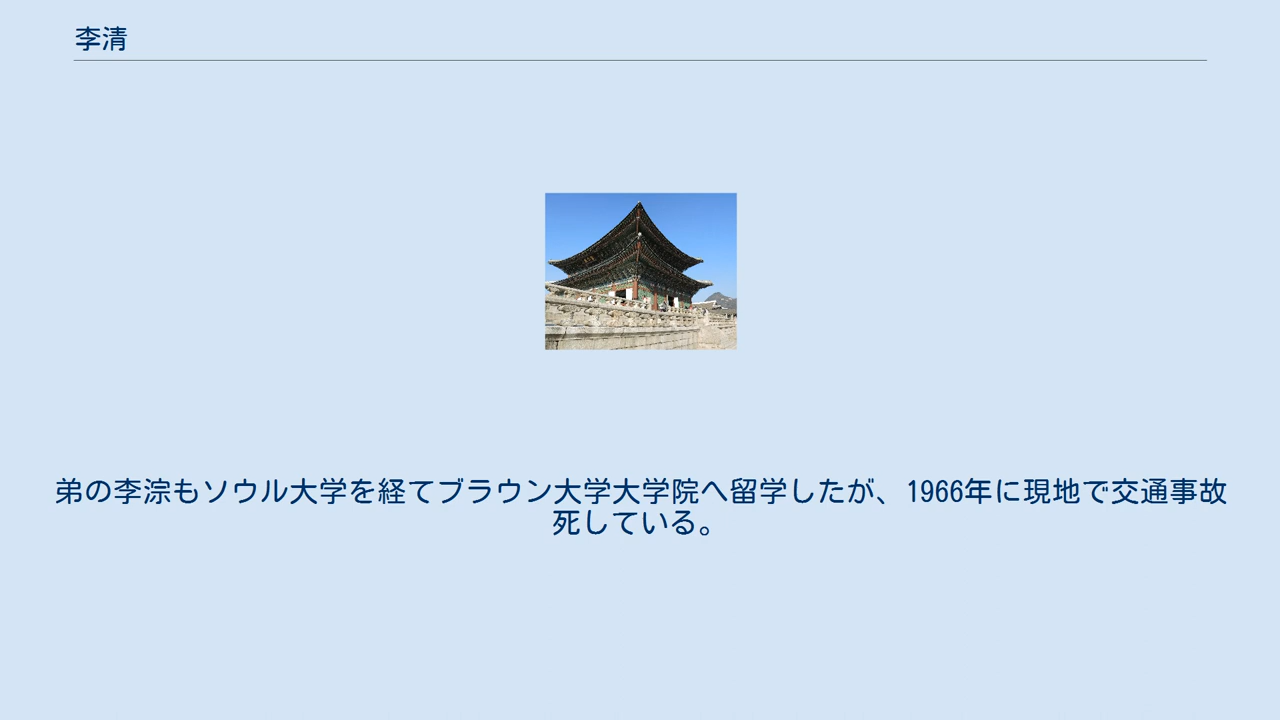 李清
弟の李淙もソウル大学を経てブラウン大学大学院へ留学したが、1966年に現地で交通事故
死している。